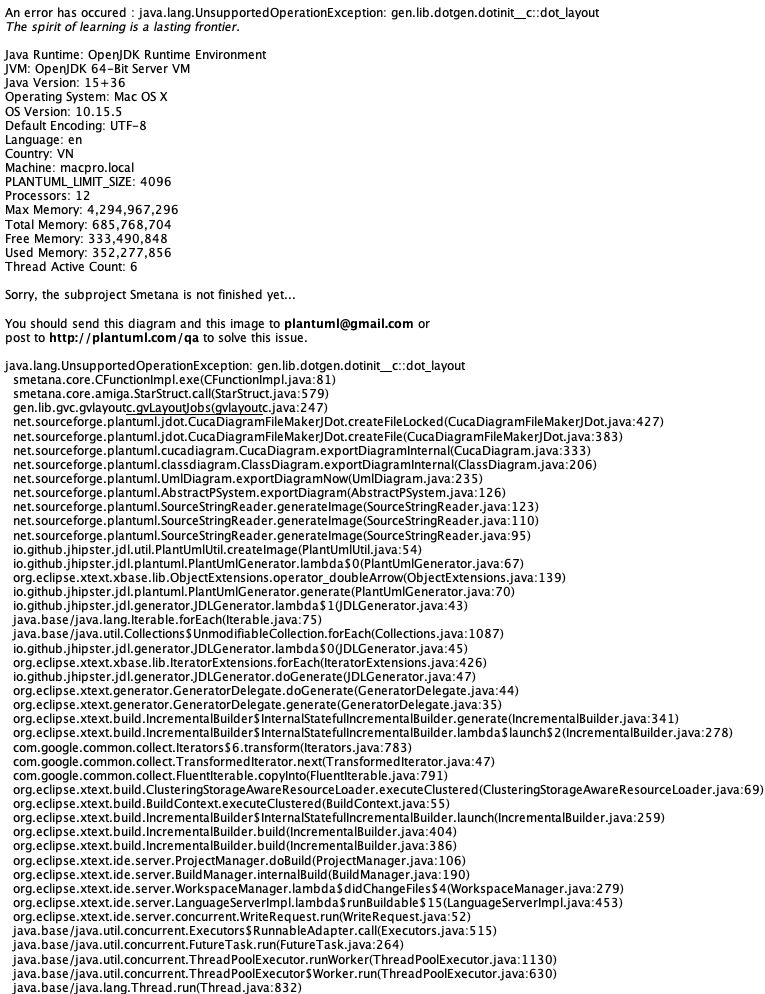 An error has occured : java.lang.UnsupportedOperationException: gen.lib.dotgen.dotinit__c::dot_layout
The spirit of learning is a lasting frontier.
Java Runtime: OpenJDK Runtime Environment
JVM: OpenJDK 64-Bit Server VM
Java Version: 15+36
Operating System: Mac OS X
OS Version: 10.15.5
Default Encoding: UTF-8
Language: en
Country: VN
Machine: macpro.local
PLANTUML_LIMIT_SIZE: 4096
Processors: 12
Max Memory: 4,294,967,296
Total Memory: 685,768,704
Free Memory: 333,490,848
Used Memory: 352,277,856
Thread Active Count: 6
Sorry, the subproject Smetana is not finished yet...
You should send this diagram and this image to plantuml@gmail.com or
post to http://plantuml.com/qa to solve this issue.
java.lang.UnsupportedOperationException: gen.lib.dotgen.dotinit__c::dot_layout
smetana.core.CFunctionImpl.exe(CFunctionImpl.java:81)
smetana.core.amiga.StarStruct.call(StarStruct.java:579)
gen.lib.gvc.gvlayoutc.gvLayoutJobs(gvlayoutc.java:247)
net.sourceforge.plantuml.jdot.CucaDiagramFileMakerJDot.createFileLocked(CucaDiagramFileMakerJDot.java:427)
net.sourceforge.plantuml.jdot.CucaDiagramFileMakerJDot.createFile(CucaDiagramFileMakerJDot.java:383)
net.sourceforge.plantuml.cucadiagram.CucaDiagram.exportDiagramInternal(CucaDiagram.java:333)
net.sourceforge.plantuml.classdiagram.ClassDiagram.exportDiagramInternal(ClassDiagram.java:206)
net.sourceforge.plantuml.UmlDiagram.exportDiagramNow(UmlDiagram.java:235)
net.sourceforge.plantuml.AbstractPSystem.exportDiagram(AbstractPSystem.java:126)
net.sourceforge.plantuml.SourceStringReader.generateImage(SourceStringReader.java:123)
net.sourceforge.plantuml.SourceStringReader.generateImage(SourceStringReader.java:110)
net.sourceforge.plantuml.SourceStringReader.generateImage(SourceStringReader.java:95)
io.github.jhipster.jdl.util.PlantUmlUtil.createImage(PlantUmlUtil.java:54)
io.github.jhipster.jdl.plantuml.PlantUmlGenerator.lambda$0(PlantUmlGenerator.java:67)
org.eclipse.xtext.xbase.lib.ObjectExtensions.operator_doubleArrow(ObjectExtensions.java:139)
io.github.jhipster.jdl.plantuml.PlantUmlGenerator.generate(PlantUmlGenerator.java:70)
io.github.jhipster.jdl.generator.JDLGenerator.lambda$1(JDLGenerator.java:43)
java.base/java.lang.Iterable.forEach(Iterable.java:75)
java.base/java.util.Collections$UnmodifiableCollection.forEach(Collections.java:1087)
io.github.jhipster.jdl.generator.JDLGenerator.lambda$0(JDLGenerator.java:45)
org.eclipse.xtext.xbase.lib.IteratorExtensions.forEach(IteratorExtensions.java:426)
io.github.jhipster.jdl.generator.JDLGenerator.doGenerate(JDLGenerator.java:47)
org.eclipse.xtext.generator.GeneratorDelegate.doGenerate(GeneratorDelegate.java:44)
org.eclipse.xtext.generator.GeneratorDelegate.generate(GeneratorDelegate.java:35)
org.eclipse.xtext.build.IncrementalBuilder$InternalStatefulIncrementalBuilder.generate(IncrementalBuilder.java:341)
org.eclipse.xtext.build.IncrementalBuilder$InternalStatefulIncrementalBuilder.lambda$launch$2(IncrementalBuilder.java:278)
com.google.common.collect.Iterators$6.transform(Iterators.java:783)
com.google.common.collect.TransformedIterator.next(TransformedIterator.java:47)
com.google.common.collect.FluentIterable.copyInto(FluentIterable.java:791)
org.eclipse.xtext.build.ClusteringStorageAwareResourceLoader.executeClustered(ClusteringStorageAwareResourceLoader.java:69)
org.eclipse.xtext.build.BuildContext.executeClustered(BuildContext.java:55)
org.eclipse.xtext.build.IncrementalBuilder$InternalStatefulIncrementalBuilder.launch(IncrementalBuilder.java:259)
org.eclipse.xtext.build.IncrementalBuilder.build(IncrementalBuilder.java:404)
org.eclipse.xtext.build.IncrementalBuilder.build(IncrementalBuilder.java:386)
org.eclipse.xtext.ide.server.ProjectManager.doBuild(ProjectManager.java:106)
org.eclipse.xtext.ide.server.BuildManager.internalBuild(BuildManager.java:190)
org.eclipse.xtext.ide.server.WorkspaceManager.lambda$didChangeFiles$4(WorkspaceManager.java:279)
org.eclipse.xtext.ide.server.LanguageServerImpl.lambda$runBuildable$15(LanguageServerImpl.java:453)
org.eclipse.xtext.ide.server.concurrent.WriteRequest.run(WriteRequest.java:52)
java.base/java.util.concurrent.Executors$RunnableAdapter.call(Executors.java:515)
java.base/java.util.concurrent.FutureTask.run(FutureTask.java:264)
java.base/java.util.concurrent.ThreadPoolExecutor.runWorker(ThreadPoolExecutor.java:1130)
java.base/java.util.concurrent.ThreadPoolExecutor$Worker.run(ThreadPoolExecutor.java:630)
java.base/java.lang.Thread.run(Thread.java:832)